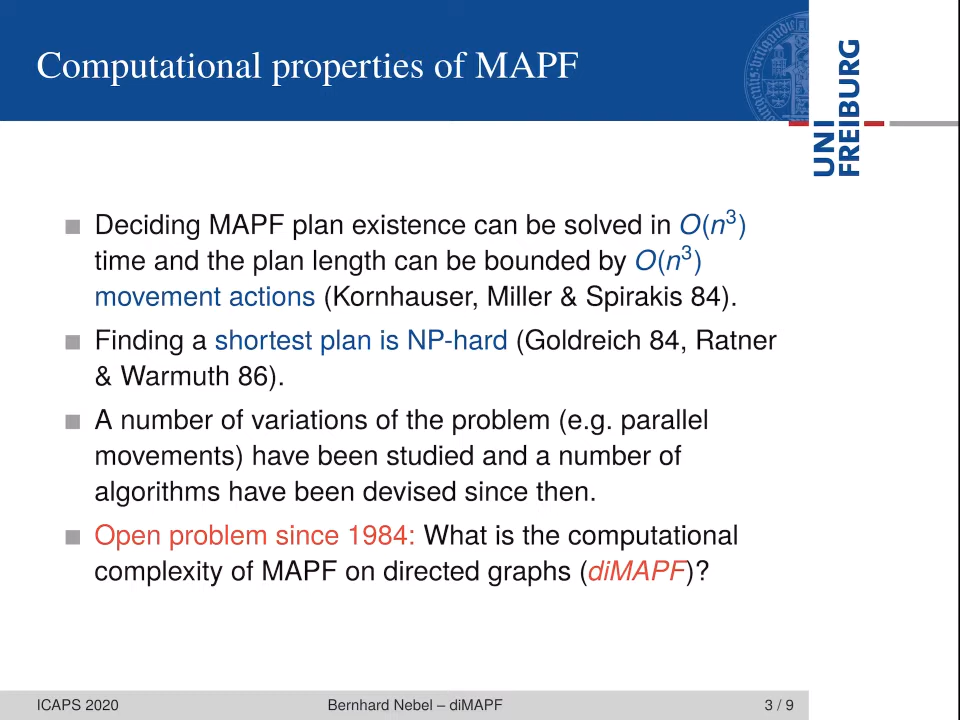 Computational properties of MAPF
UNI
FREIBURG
Deciding MAPF plan existence can be solved in O(n³)
time and the plan length can be bounded by O(n³)
movement actions (Kornhauser, Miller & Spirakis 84).
Finding a shortest plan is NP-hard (Goldreich 84, Ratner
& Warmuth 86).
A number of variations of the problem (e.g. parallel
movements) have been studied and a number of
algorithms have been devised since then.
Open problem since 1984: What is the computational
complexity of MAPF on directed graphs (diMAPF)?
ICAPS 2020
Bernhard Nebel – diMAPF
3 / 9